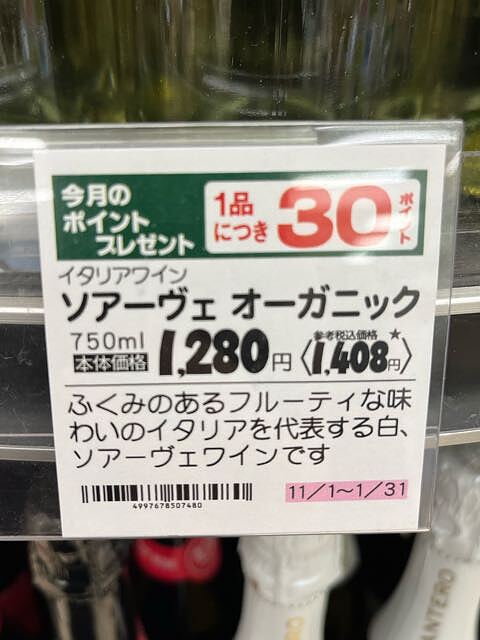 今月の
ポイント
プレゼント
1品
につき
30
ポイント
イタリアワイン
ソアーヴェ オーガニック
750ml
本体価格
1,280円
参考税込価格 ★
〈1,408円〉
ふくみのあるフルーティな味
わいのイタリアを代表する白、
ソアーヴェワインです
4997678507480
11/1~1/31
ANTERO